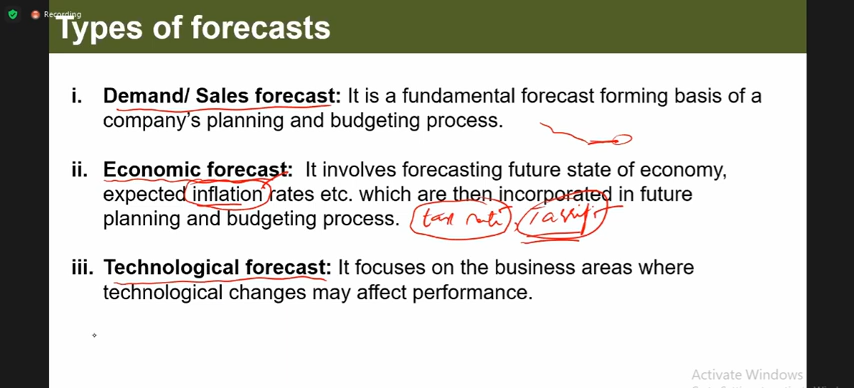 Recording
Types of forecasts
i. Demand/ Sales forecast: It is a fundamental forecast forming basis of a
company's planning and budgeting process.
ii. Economic forecast: It involves forecasting future state of economy,
expected inflation rates etc. which are then incorporated in future
planning and budgeting process.
iii. Technological forecast: It focuses on the business areas where
technological changes may affect performance.
Activate Windows